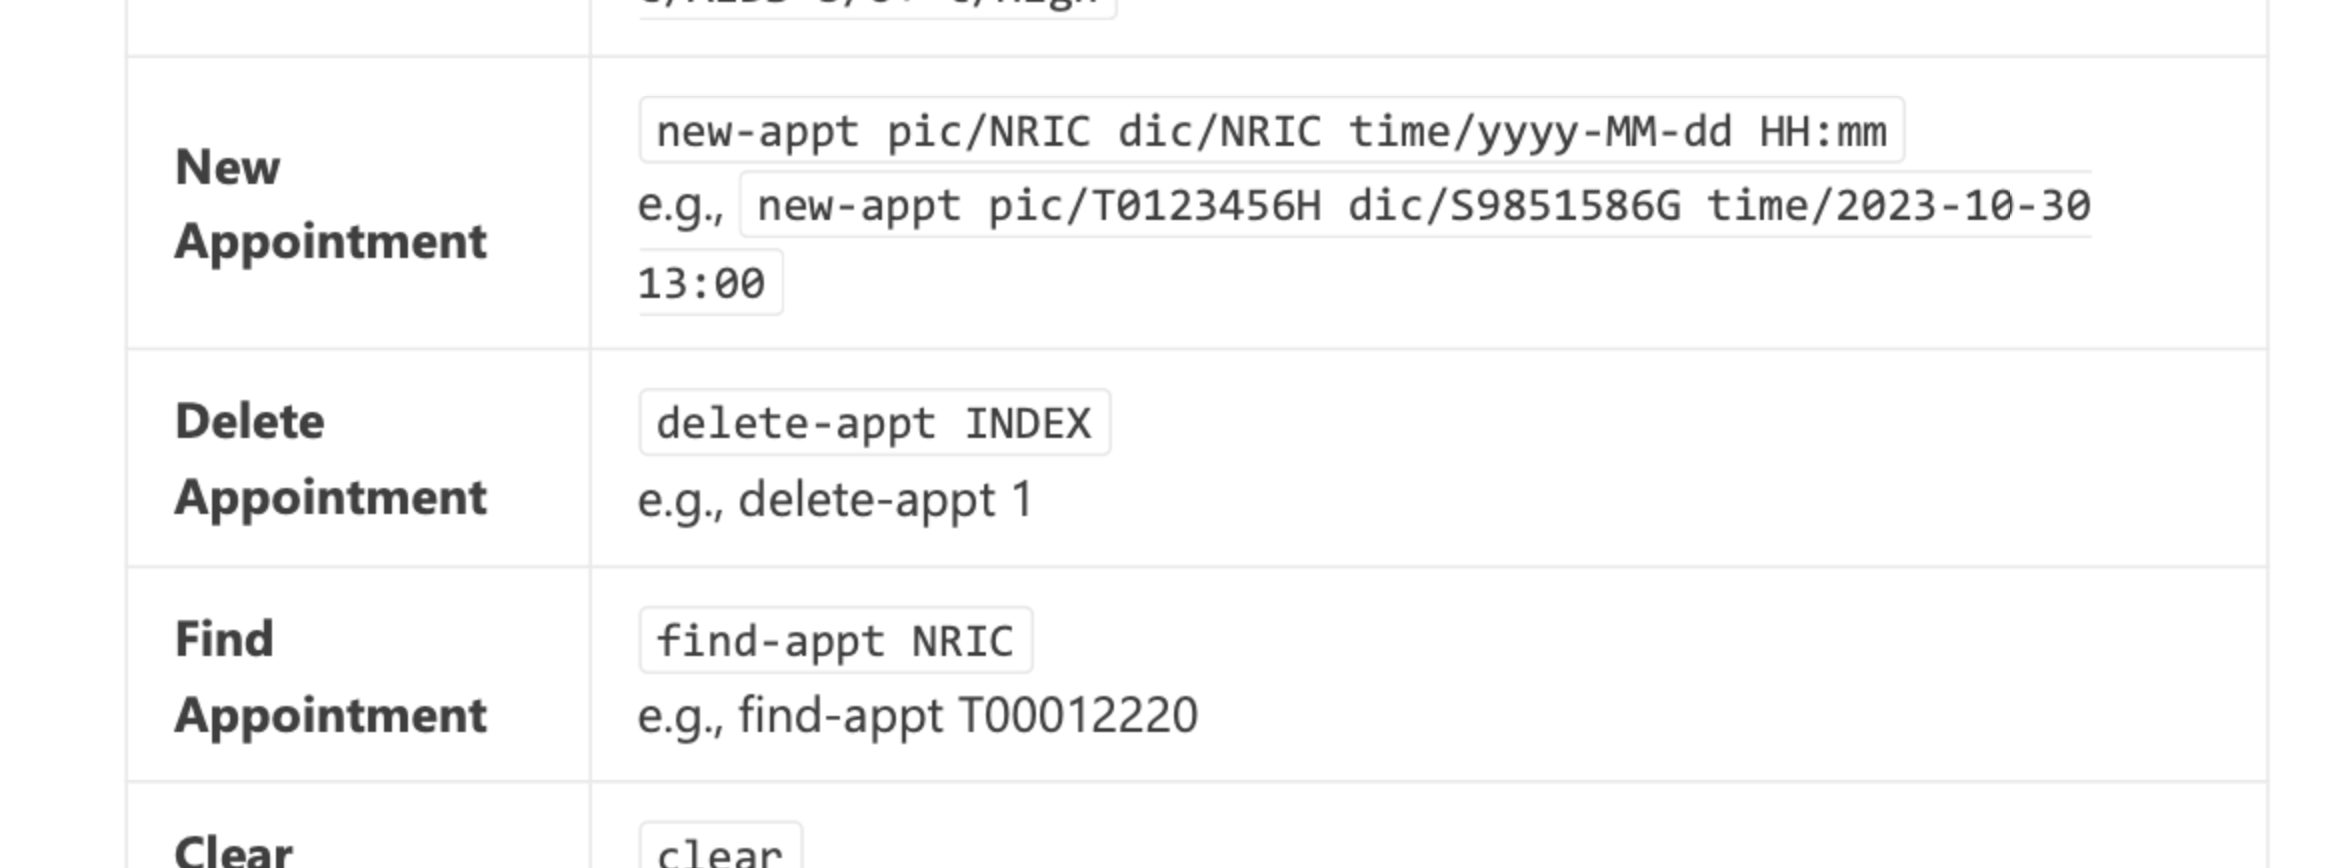 New
Appointment
new-appt pic/NRIC dic/NRIC time/yyyy-MM-dd HH:mm
e.g., new-appt pic/T0123456H dic/S9851586G time/2023-10-30
13:00
Delete
Appointment
delete-appt INDEX
e.g., delete-appt 1
Find
Appointment
find-appt NRIC
e.g., find-appt T00012220
Clear
clear